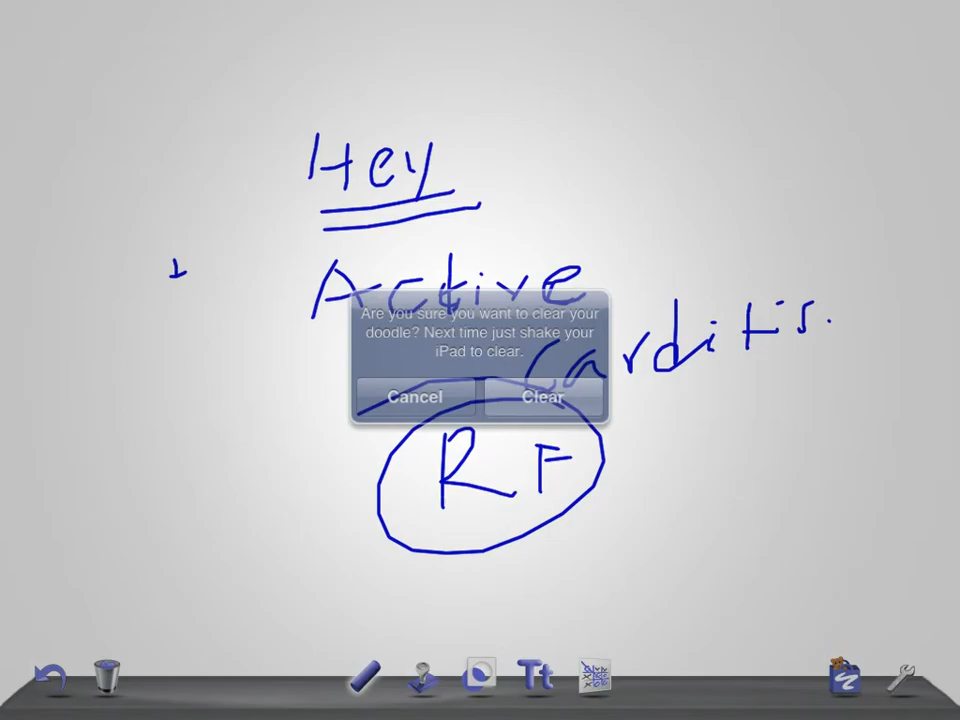 Hey
Active
Carditis.
Are you sure you want to clear your
doodle? Next time just shake your
iPad to clear.
Cancel Clear
RF
Tt